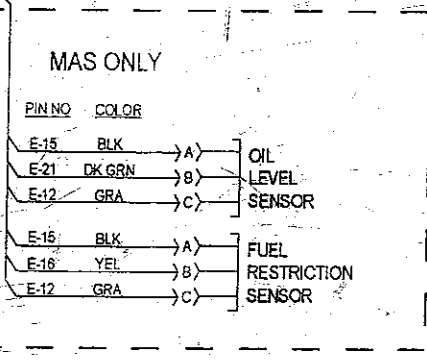 MAS ONLY
PIN NO COLOR
E-15 BLK A
E-21 DK GRN B
E-12 GRA C
OIL
LEVEL
SENSOR
E-15 BLK A
E-16 YEL B
E-12 GRA C
FUEL
RESTRICTION
SENSOR